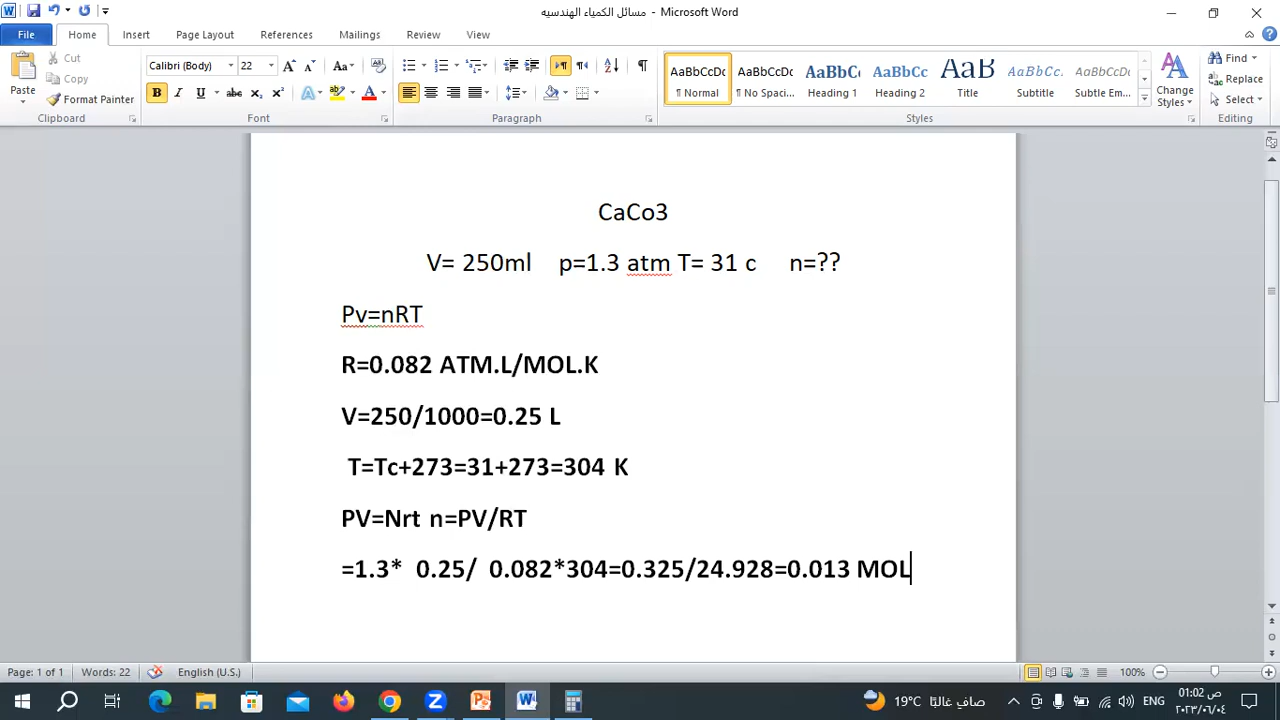 مسائل الكمياء الهندسيه - Microsoft Word
File Home Insert Page Layout References Mailings Review View
Paste Cut Copy Format Painter
Clipboard
Calibri (Body) 22
B I U abc x₂ x²
Font
Paragraph
AaBbCcDc AaBbCcDc AaBbCc AaBbCc AaB AaBbCc. AaBbCcDc
¶ Normal ¶ No Spaci... Heading 1 Heading 2 Title Subtitle Subtle Em...
Change Styles
Styles
Find Replace Select
Editing
CaCo3
V= 250ml p=1.3 atm T= 31 c n=??
Pv=nRT
R=0.082 ATM.L/MOL.K
V=250/1000=0.25 L
T=Tc+273=31+273=304 K
PV=Nrt n=PV/RT
=1.3* 0.25/ 0.082*304=0.325/24.928=0.013 MOL
Page: 1 of 1 Words: 22 English (U.S.) 100%
19°C صافي غالبًا ENG 01:02 ص
٢٠٢٣/٠٦/٠٤